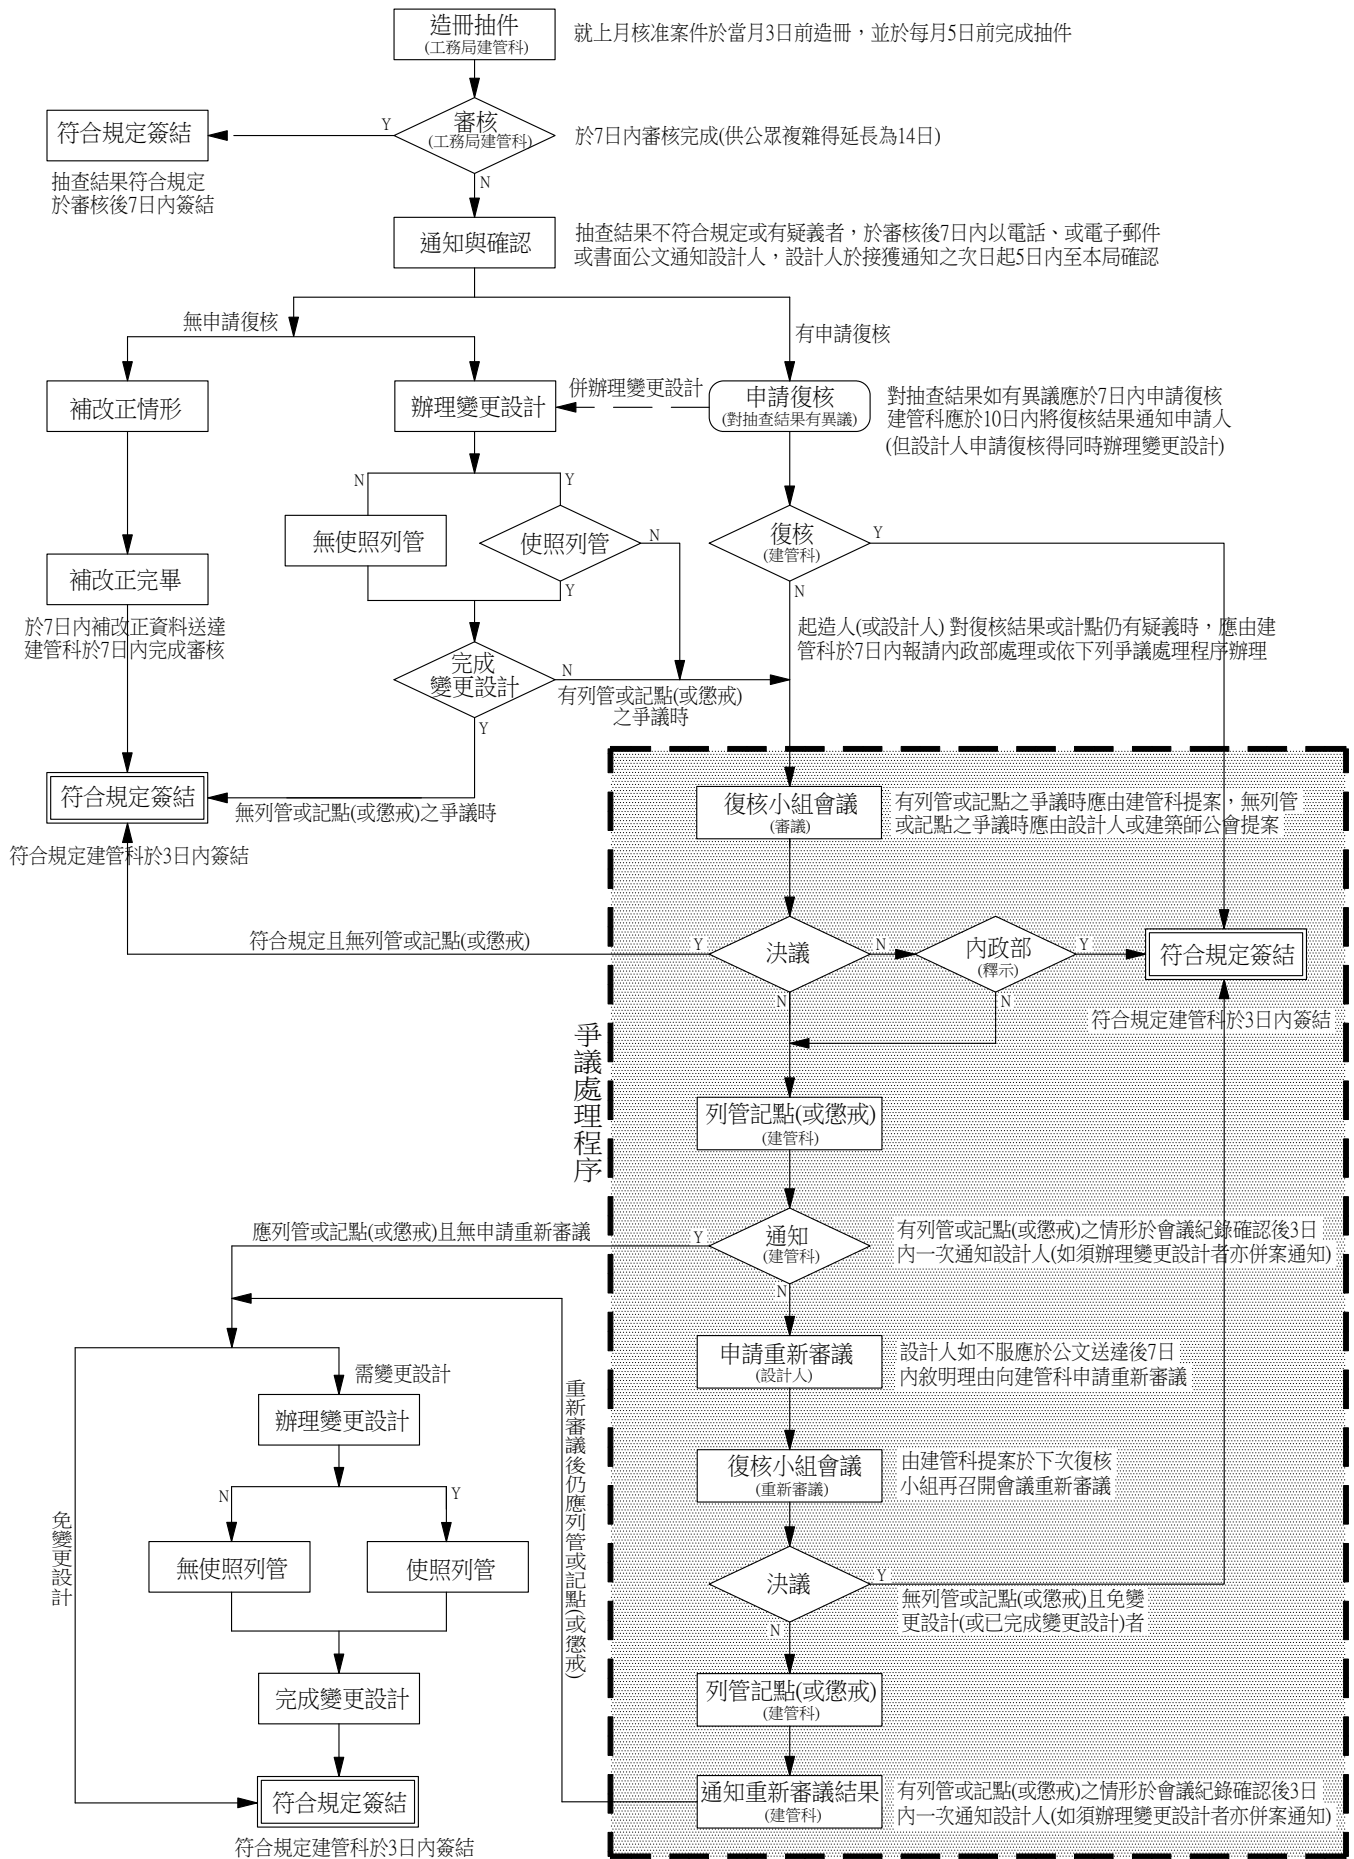 造冊抽件
(工務局建管科)
就上月核准案件於當月3日前造冊，並於每月5日前完成抽件
審核
(工務局建管科)
Y
符合規定簽結
於7日內審核完成(供公眾複雜得延長為14日)
抽查結果符合規定
於審核後7日內簽結
N
通知與確認
抽查結果不符合規定或有疑義者，於審核後7日內以電話、或電子郵件
或書面公文通知設計人，設計人於接獲通知之次日起5日內至本局確認
無申請復核
有申請復核
補改正情形
辦理變更設計
併辦理變更設計
申請復核
(對抽查結果有異議)
對抽查結果如有異議應於7日內申請復核
建管科應於10日內將復核結果通知申請人
(但設計人申請復核得同時辦理變更設計)
N
Y
無使照列管
使照列管
N
Y
復核
(建管科)
Y
N
補改正完畢
於7日內補改正資料送達
建管科於7日內完成審核
起造人(或設計人) 對復核結果或計點仍有疑義時，應由建
管科於7日內報請內政部處理或依下列爭議處理程序辦理
完成
變更設計
N
有列管或記點(或懲戒)
之爭議時
Y
符合規定簽結
無列管或記點(或懲戒)之爭議時
符合規定建管科於3日內簽結
復核小組會議
(審議)
有列管或記點之爭議時應由建管科提案，無列管
或記點之爭議時應由設計人或建築師公會提案
符合規定且無列管或記點(或懲戒)
Y
決議
N
N
內政部
(釋示)
Y
N
符合規定簽結
符合規定建管科於3日內簽結
爭議處理程序
列管記點(或懲戒)
(建管科)
應列管或記點(或懲戒)且無申請重新審議
Y
通知
(建管科)
N
有列管或記點(或懲戒)之情形於會議紀錄確認後3日
內一次通知設計人(如須辦理變更設計者亦併案通知)
申請重新審議
(設計人)
設計人如不服應於公文送達後7日
內敘明理由向建管科申請重新審議
需變更設計
辦理變更設計
重新審議後仍應列管或記點(或懲戒)
復核小組會議
(重新審議)
由建管科提案於下次復核
小組再召開會議重新審議
N
Y
免變更設計
無使照列管
使照列管
決議
Y
無列管或記點(或懲戒)且免變
更設計(或已完成變更設計)者
N
完成變更設計
列管記點(或懲戒)
(建管科)
符合規定簽結
符合規定建管科於3日內簽結
通知重新審議結果
(建管科)
有列管或記點(或懲戒)之情形於會議紀錄確認後3日
內一次通知設計人(如須辦理變更設計者亦併案通知)